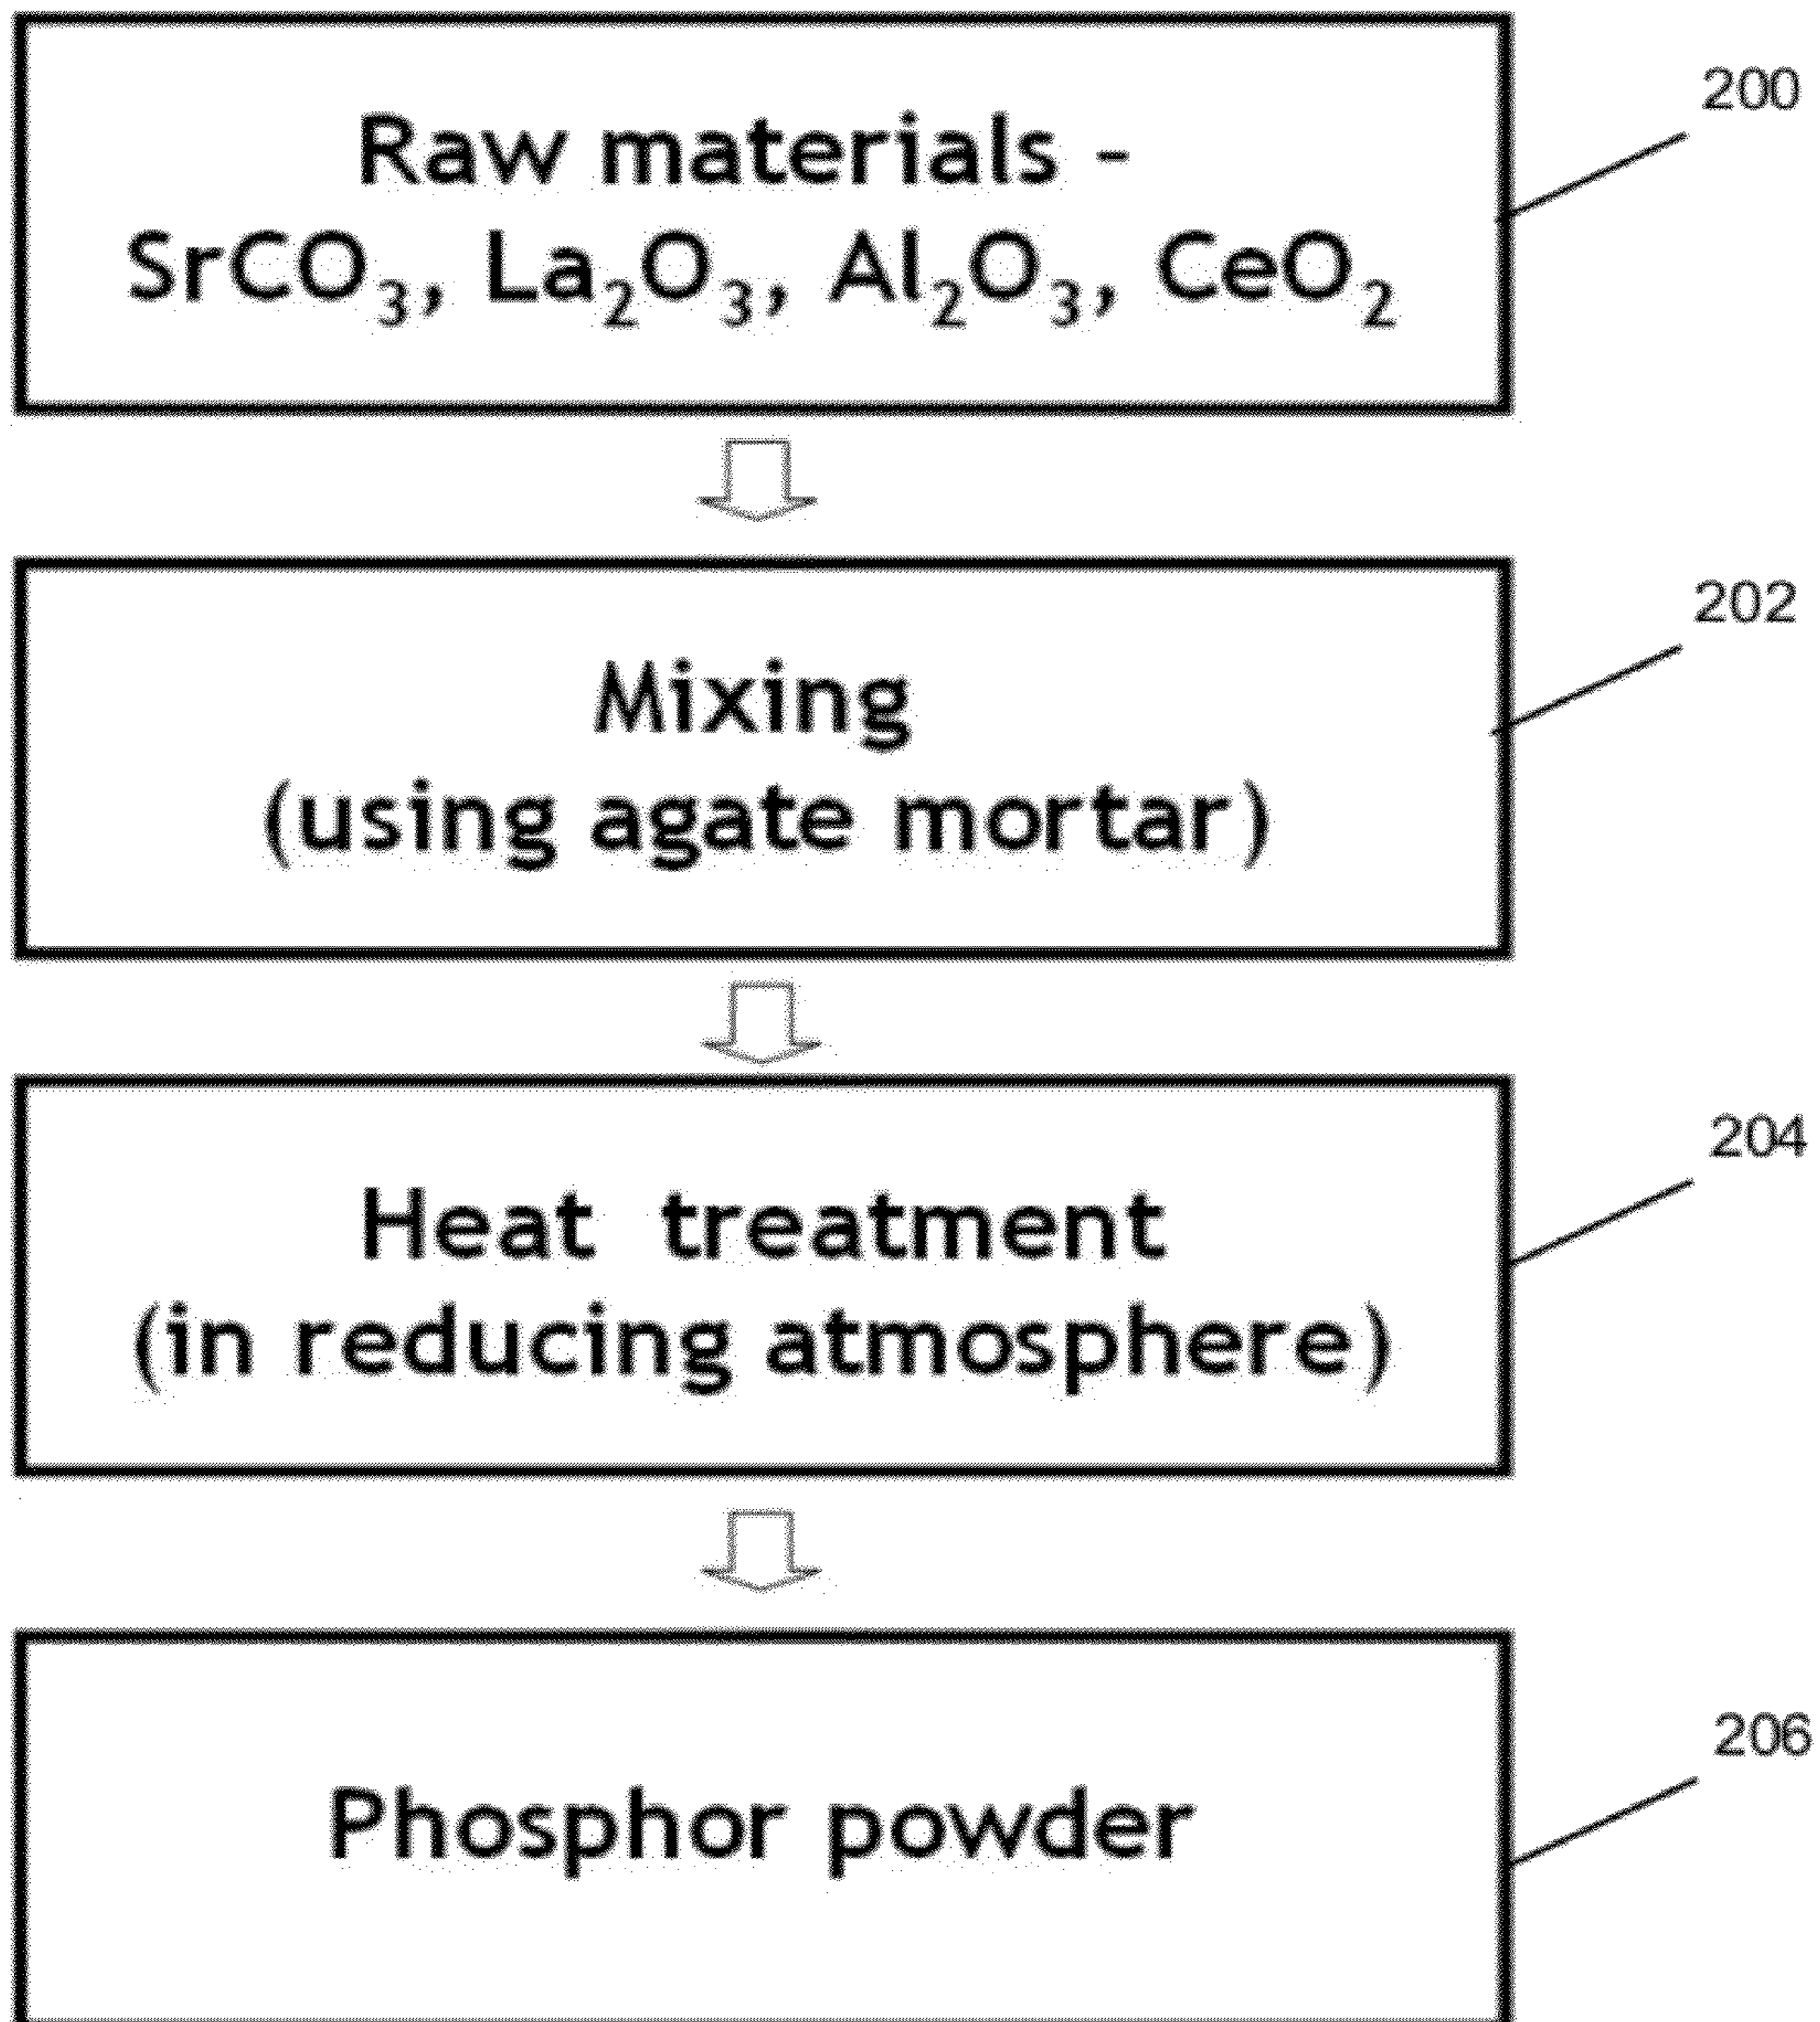 Raw materials -
200
SrCO₃, La₂O₃, Al₂O₃, CeO₂
202
Mixing
(using agate mortar)
204
Heat treatment
(in reducing atmosphere)
206
Phosphor powder